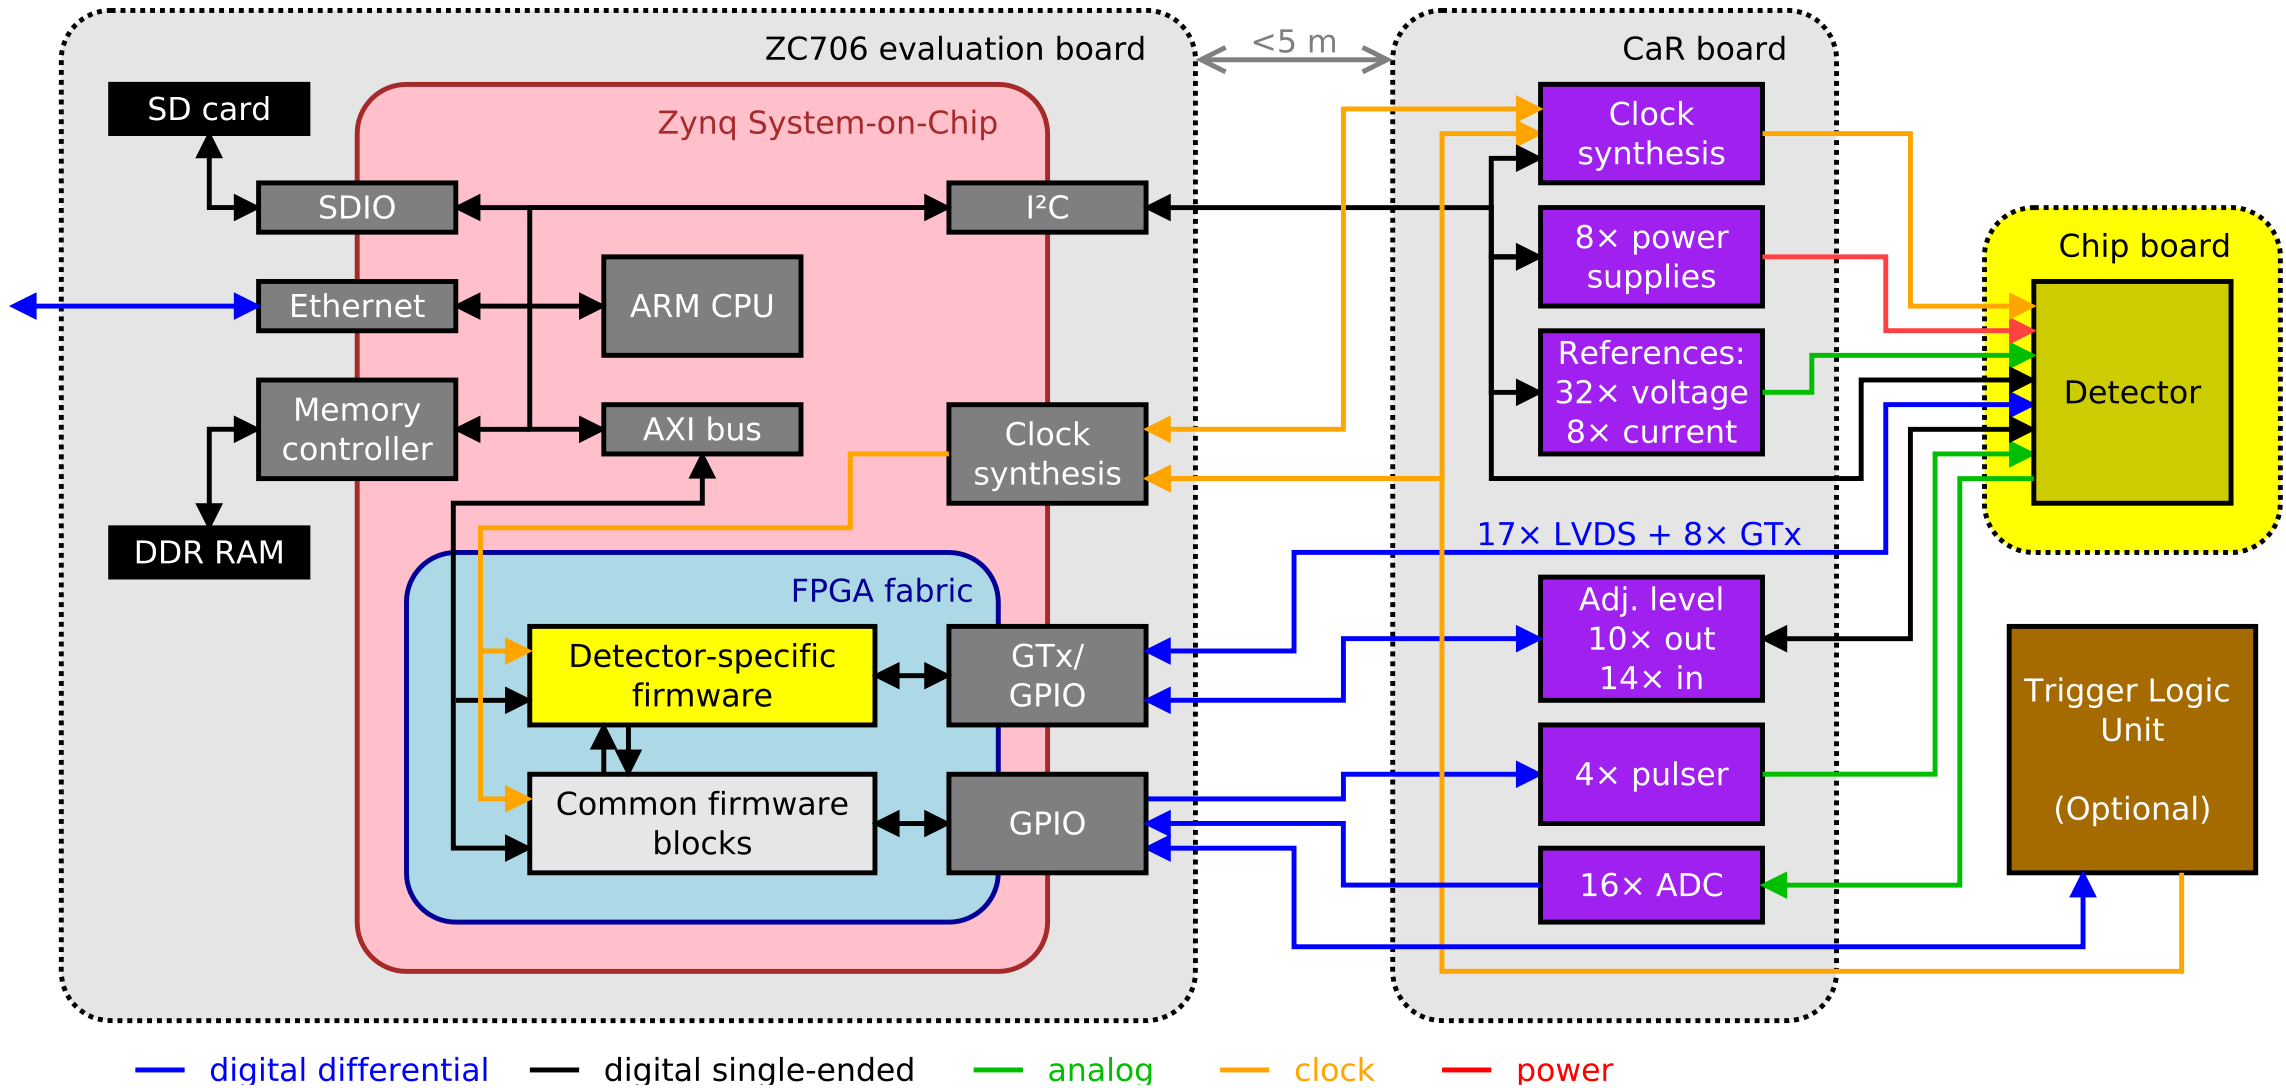 ZC706 evaluation board
<5 m
CaR board
SD card
Zynq System-on-Chip
Clock
synthesis
SDIO
I²C
8× power
supplies
Chip board
Ethernet
ARM CPU
References:
32× voltage
8× current
Detector
Memory
controller
AXI bus
Clock
synthesis
DDR RAM
17× LVDS + 8× GTx
FPGA fabric
Adj. level
10× out
14× in
Detector-specific
firmware
GTx/
GPIO
Trigger Logic
Unit
(Optional)
4× pulser
Common firmware
blocks
GPIO
16× ADC
digital differential
digital single-ended
analog
clock
power